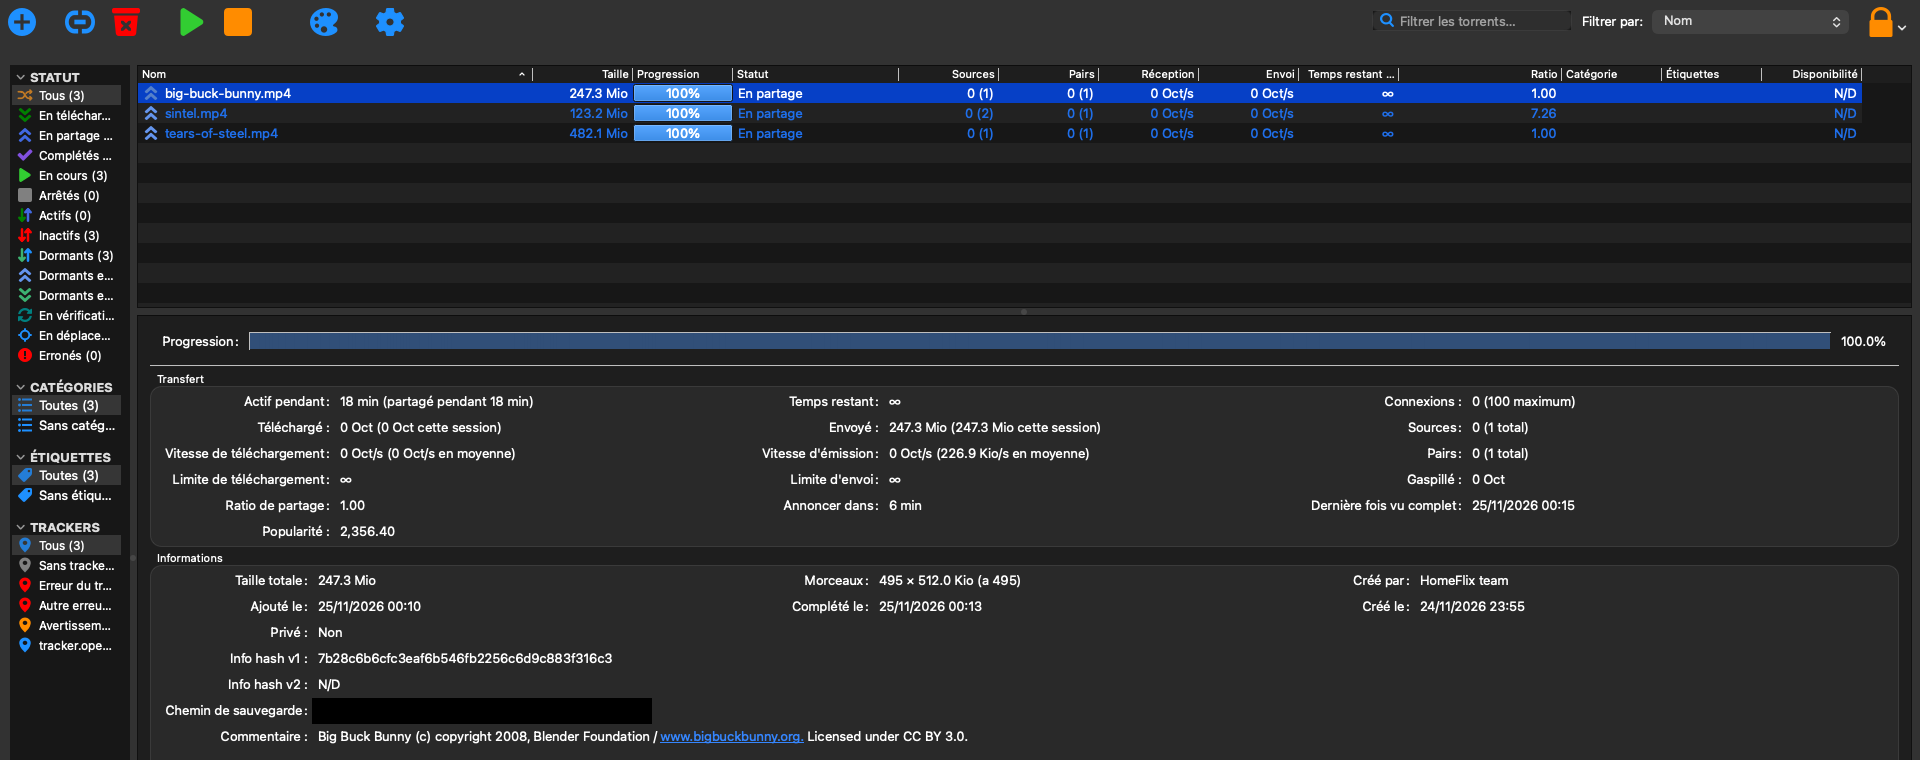 Filtrer les torrents... Filtrer par: Nom
STATUT
Tous (3)
En téléchar...
En partage ...
Complétés ...
En cours (3)
Arrêtés (0)
Actifs (0)
Inactifs (3)
Dormants (3)
Dormants e...
Dormants e...
En vérificati...
En déplace...
Erronés (0)
CATÉGORIES
Toutes (3)
Sans catég...
ÉTIQUETTES
Toutes (3)
Sans étiqu...
TRACKERS
Tous (3)
Sans tracke...
Erreur du tr...
Autre erreu...
Avertissem...
tracker.ope...
Nom Taille Progression Statut Sources Pairs Réception Envoi Temps restant ... Ratio Catégorie Étiquettes Disponibilité
big-buck-bunny.mp4 247.3 Mio 100% En partage 0 (1) 0 (1) 0 Oct/s 0 Oct/s ∞ 1.00 N/D
sintel.mp4 123.2 Mio 100% En partage 0 (2) 0 (1) 0 Oct/s 0 Oct/s ∞ 7.26 N/D
tears-of-steel.mp4 482.1 Mio 100% En partage 0 (1) 0 (1) 0 Oct/s 0 Oct/s ∞ 1.00 N/D
Progression : 100.0%
Transfert
Actif pendant : 18 min (partagé pendant 18 min) Temps restant : ∞ Connexions : 0 (100 maximum)
Téléchargé : 0 Oct (0 Oct cette session) Envoyé : 247.3 Mio (247.3 Mio cette session) Sources : 0 (1 total)
Vitesse de téléchargement : 0 Oct/s (0 Oct/s en moyenne) Vitesse d'émission : 0 Oct/s (226.9 Kio/s en moyenne) Pairs : 0 (1 total)
Limite de téléchargement : ∞ Limite d'envoi : ∞ Gaspillé : 0 Oct
Ratio de partage : 1.00 Annoncer dans : 6 min Dernière fois vu complet : 25/11/2026 00:15
Popularité : 2,356.40
Informations
Taille totale : 247.3 Mio Morceaux : 495 × 512.0 Kio (a 495) Créé par : HomeFlix team
Ajouté le : 25/11/2026 00:10 Complété le : 25/11/2026 00:13 Créé le : 24/11/2026 23:55
Privé : Non
Info hash v1 : 7b28c6b6cfc3eaf6b546fb2256c6d9c883f316c3
Info hash v2 : N/D
Chemin de sauvegarde :
Commentaire : Big Buck Bunny (c) copyright 2008, Blender Foundation / www.bigbuckbunny.org. Licensed under CC BY 3.0.